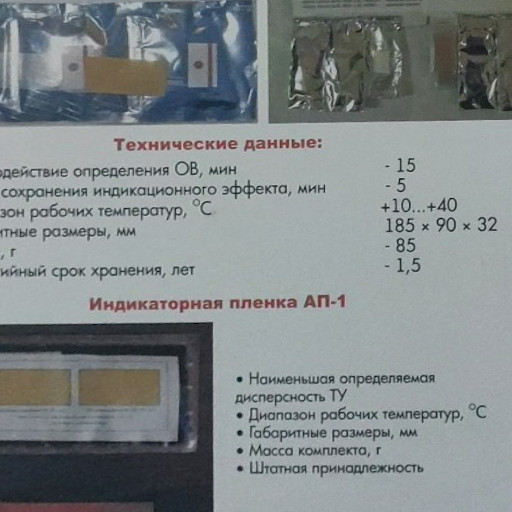 Технические данные:
одействие определения ОВ, мин - 15
сохранения индикационного эффекта, мин - 5
зон рабочих температур, °С +10...+40
тные размеры, мм 185 × 90 × 32
, г - 85
ийный срок хранения, лет - 1,5
Индикаторная пленка АП-1
• Наименьшая определяемая
дисперсность ТУ
• Диапазон рабочих температур, °С
• Габаритные размеры, мм
• Масса комплекта, г
• Штатная принадлежность